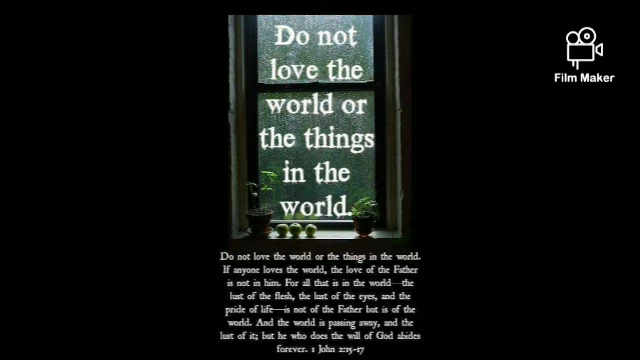 Do not
love the
world or
the things
in the
world.
Film Maker
Do not love the world or the things in the world.
If anyone loves the world, the love of the Father
is not in him. For all that is in the world—the
lust of the flesh, the lust of the eyes, and the
pride of life—is not of the Father but is of the
world. And the world is passing away, and the
lust of it; but he who does the will of God abides
forever. 1 John 2:15-17